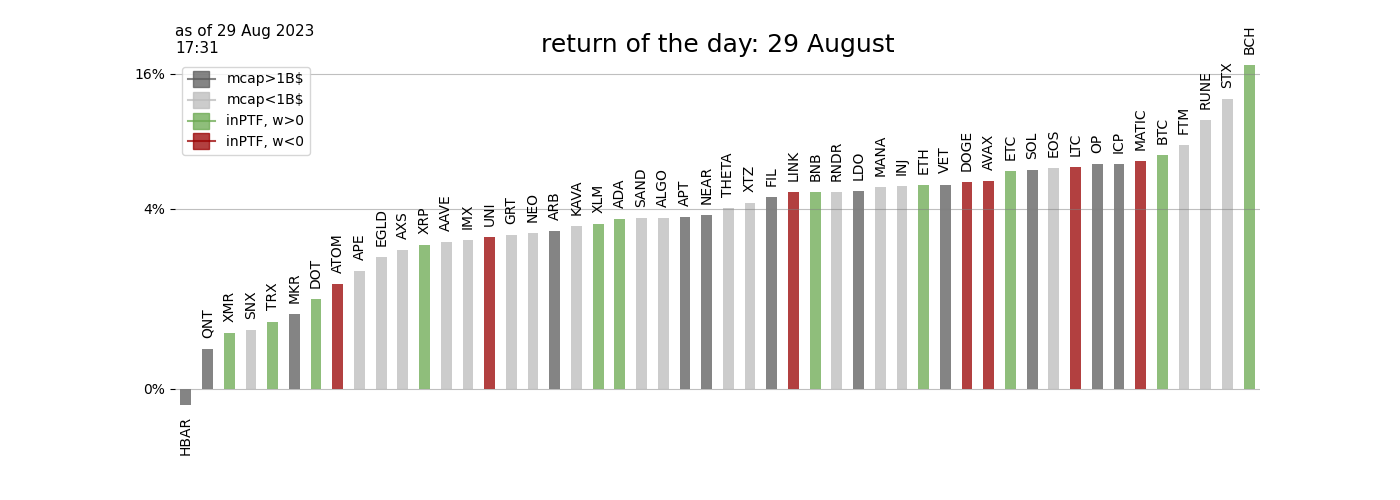 as of 29 Aug 2023
17:31
return of the day: 29 August
16%
4%
0%
mcap>1B$
mcap<1B$
inPTF, w>0
inPTF, w<0
HBAR
QNT
XMR
SNX
TRX
MKR
DOT
ATOM
APE
EGLD
AXS
XRP
AAVE
IMX
UNI
GRT
NEO
ARB
KAVA
XLM
ADA
SAND
ALGO
APT
NEAR
THETA
XTZ
FIL
LINK
BNB
RNDR
LDO
MANA
INJ
ETH
VET
DOGE
AVAX
ETC
SOL
EOS
LTC
OP
ICP
MATIC
BTC
FTM
RUNE
STX
BCH